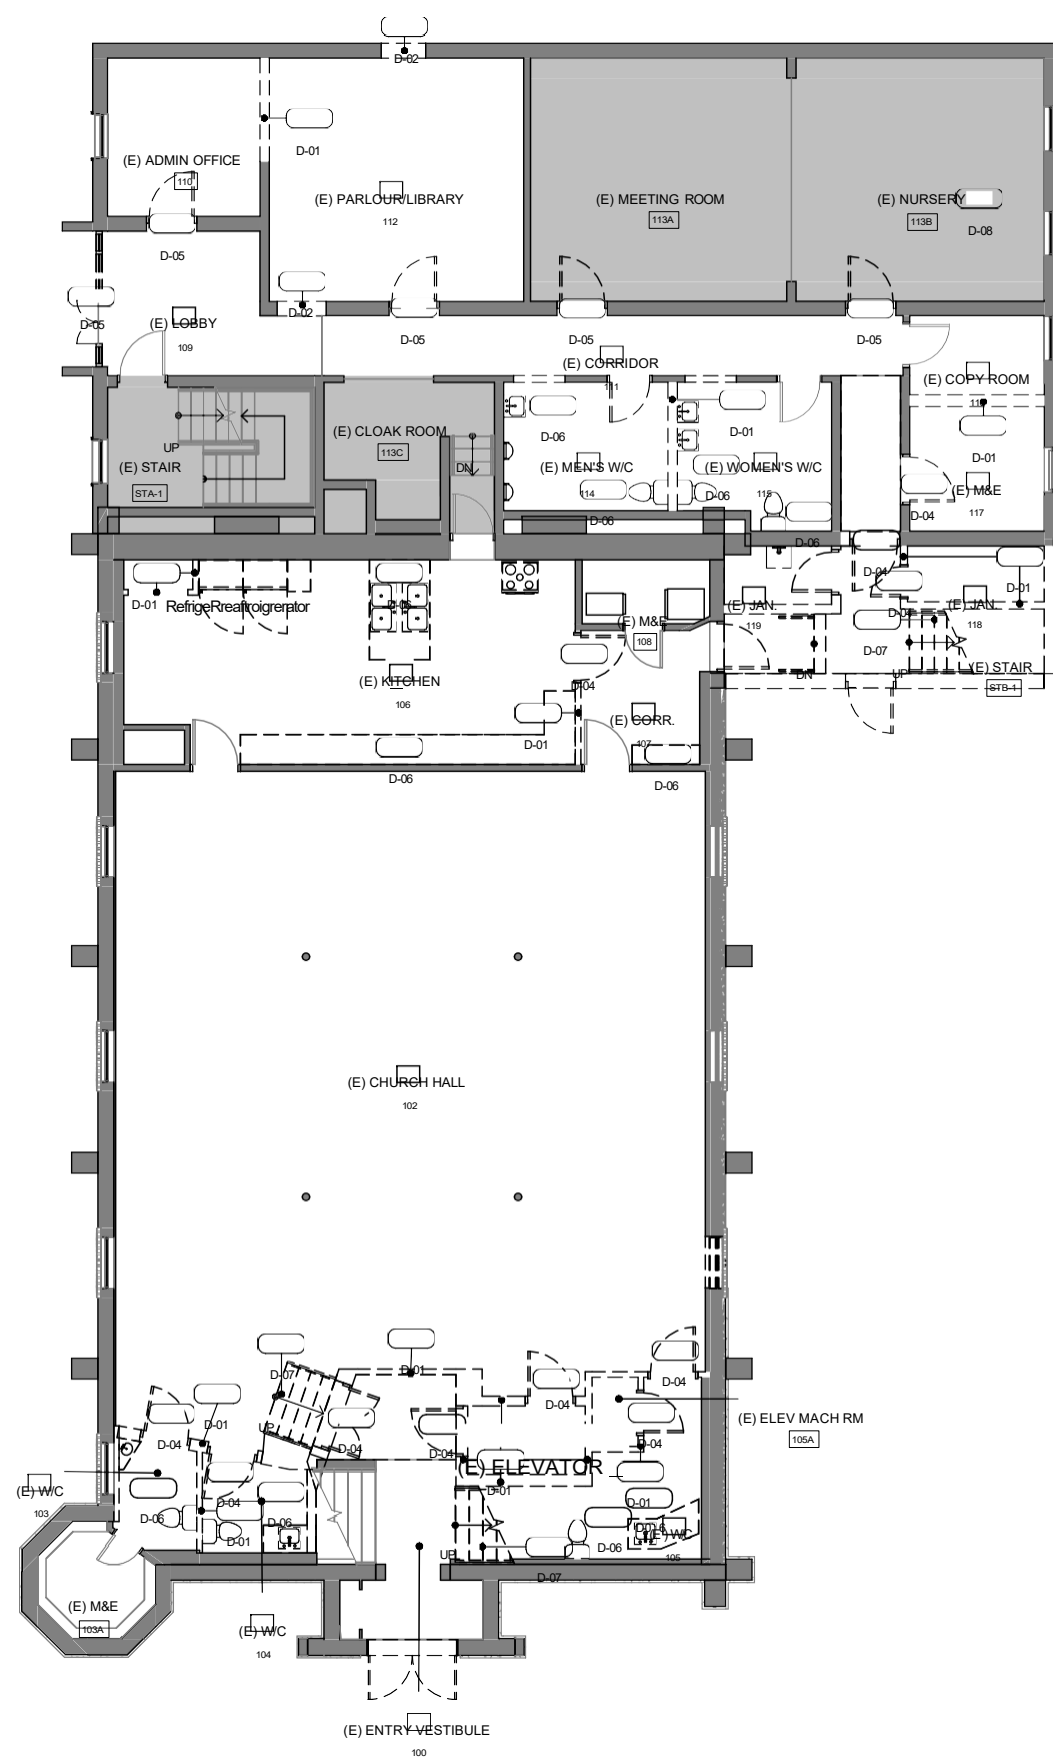 D-02
D-01
(E) ADMIN OFFICE
110
(E) PARLOUR/LIBRARY
112
(E) MEETING ROOM
113A
(E) NURSERY
113B
D-08
D-05
D-02
D-05
(E) LOBBY
109
D-05
D-05
D-05
(E) CORRIDOR
111
(E) COPY ROOM
(E) CLOAK ROOM
113C
D-06
D-01
D-01
UP
(E) STAIR
STA-1
DN
(E) MEN'S W/C
114
(E) WOMEN'S W/C
115
D-06
(E) M&E
117
D-04
D-06
D-06
D-04
D-01
D-01
D-06
(E) M&E
108
(E) JAN.
119
D-04
(E) JAN.
118
D-07
(E) STAIR
STB-1
DN
UP
(E) KITCHEN
106
D-04
(E) CORR.
107
D-01
D-06
D-06
(E) CHURCH HALL
102
D-01
D-07
D-04
D-04
D-01
UP
D-04
D-04
D-04
D-04
(E) ELEV MACH RM
105A
(E) ELEVATOR
D-01
(E) W/C
103
D-06
D-04
D-06
D-01
D-01
(E) W/C
105
D-06
UP
D-07
(E) M&E
103A
(E) W/C
104
(E) ENTRY VESTIBULE
100